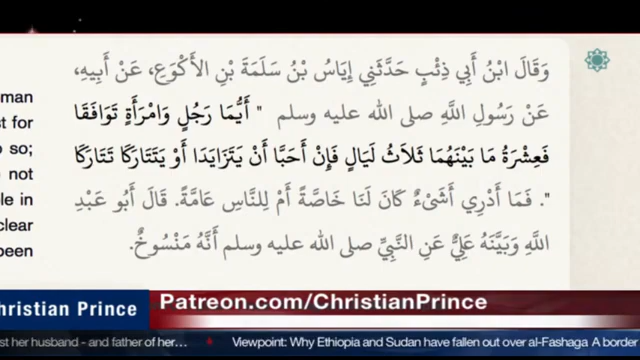 وَقَالَ ابْنُ أَبِي ذِئْبٍ حَدَّثَنِي إِيَاسُ بْنُ سَلَمَةَ بْنِ الأَكْوَعِ، عَنْ أَبِيهِ،
عَنْ رَسُولِ اللَّهِ صلى الله عليه وسلم " أَيُّمَا رَجُلٍ وَامْرَأَةٍ تَوَافَقَا
فَعِشْرَةُ مَا بَيْنَهُمَا ثَلاَثُ لَيَالٍ فَإِنْ أَحَبَّا أَنْ يَتَزَايَدَا أَوْ يَتَتَارَكَا تَتَارَكَا
". فَمَا أَدْرِي أَشَىْءٌ كَانَ لَنَا خَاصَّةً أَمْ لِلنَّاسِ عَامَّةً. قَالَ أَبُو عَبْدِ
اللَّهِ وَبَيَّنَهُ عَلِيٌّ عَنِ النَّبِيِّ صلى الله عليه وسلم أَنَّهُ مَنْسُوخٌ.
man
t for
o so;
not
le in
clear
been
hristian Prince
Patreon.com/ChristianPrince
st her husband - and father of her...
Viewpoint: Why Ethiopia and Sudan have fallen out over al-Fashaga A border